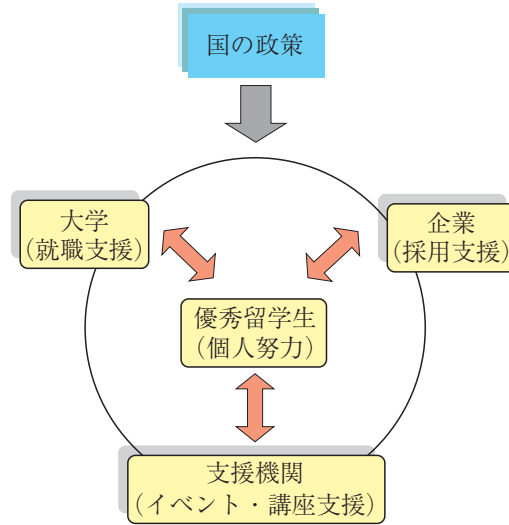 国の政策
大学
(就職支援)
企業
(採用支援)
優秀留学生
(個人努力)
支援機関
(イベント・講座支援)